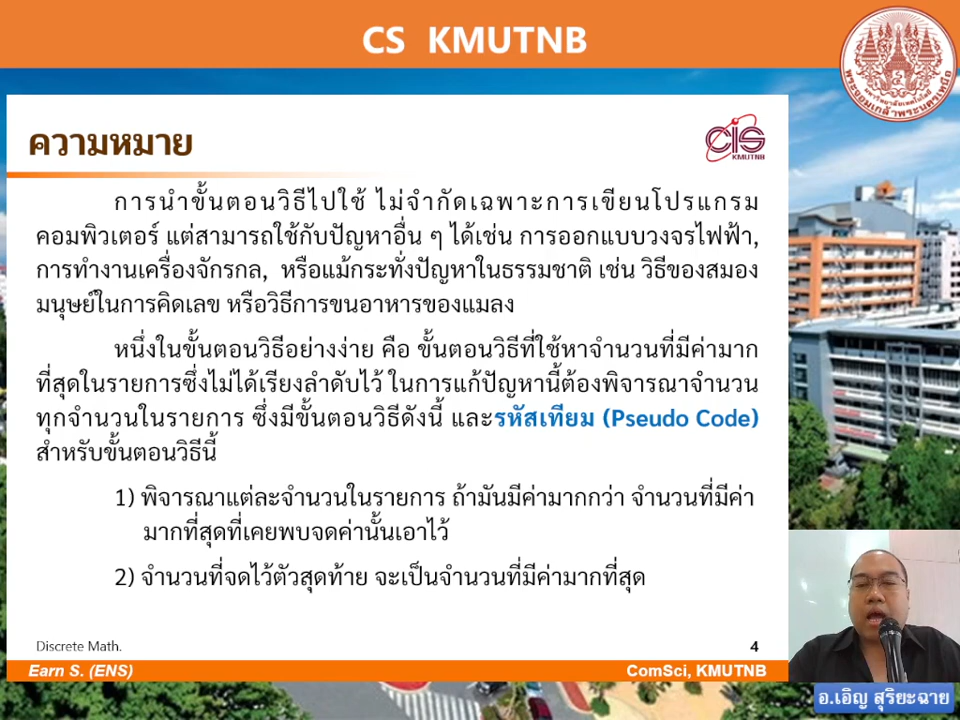 CS KMUTNB
ความหมาย
CIS
KMUTNB
การนำขั้นตอนวิธีไปใช้ ไม่จำกัดเฉพาะการเขียนโปรแกรม
คอมพิวเตอร์ แต่สามารถใช้กับปัญหาอื่น ๆ ได้เช่น การออกแบบวงจรไฟฟ้า,
การทำงานเครื่องจักรกล, หรือแม้กระทั่งปัญหาในธรรมชาติ เช่น วิธีของสมอง
มนุษย์ในการคิดเลข หรือวิธีการขนอาหารของแมลง
หนึ่งในขั้นตอนวิธีอย่างง่าย คือ ขั้นตอนวิธีที่ใช้หาจำนวนที่มีค่ามาก
ที่สุดในรายการซึ่งไม่ได้เรียงลำดับไว้ ในการแก้ปัญหานี้ต้องพิจารณาจำนวน
ทุกจำนวนในรายการ ซึ่งมีขั้นตอนวิธีดังนี้ และรหัสเทียม (Pseudo Code)
สำหรับขั้นตอนวิธีนี้
1) พิจารณาแต่ละจำนวนในรายการ ถ้ามันมีค่ามากกว่า จำนวนที่มีค่า
มากที่สุดที่เคยพบจดค่านั้นเอาไว้
2) จำนวนที่จดไว้ตัวสุดท้าย จะเป็นจำนวนที่มีค่ามากที่สุด
Discrete Math.
4
Earn S. (ENS)
ComSci, KMUTNB
อ.เอิญ สุริยะฉาย